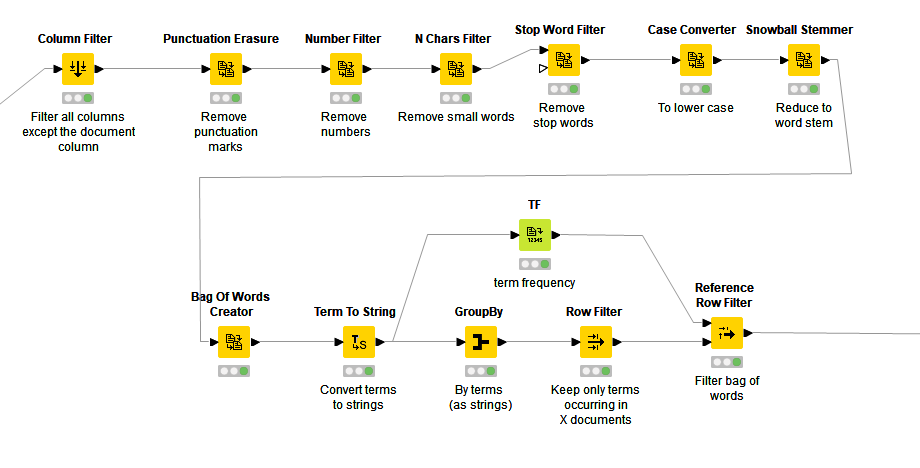 Column Filter
Filter all columns
except the document
column
Punctuation Erasure
Remove
punctuation
marks
Number Filter
Remove
numbers
N Chars Filter
Remove small words
Stop Word Filter
Remove
stop words
Case Converter
To lower case
Snowball Stemmer
Reduce to
word stem
TF
12345
term frequency
Bag Of Words
Creator
Term To String
T
S
Convert terms
to strings
GroupBy
By terms
(as strings)
Row Filter
Keep only terms
occurring in
X documents
Reference
Row Filter
Filter bag of
words